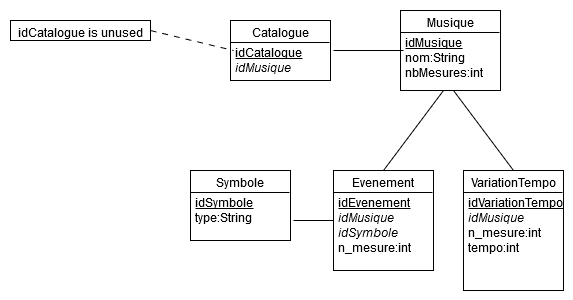 idCatalogue is unused
Catalogue
idCatalogue
idMusique
Musique
idMusique
nom:String
nbMesures:int
Symbole
idSymbole
type:String
Evenement
idEvenement
idMusique
idSymbole
n_mesure:int
VariationTempo
idVariationTempo
idMusique
n_mesure:int
tempo:int